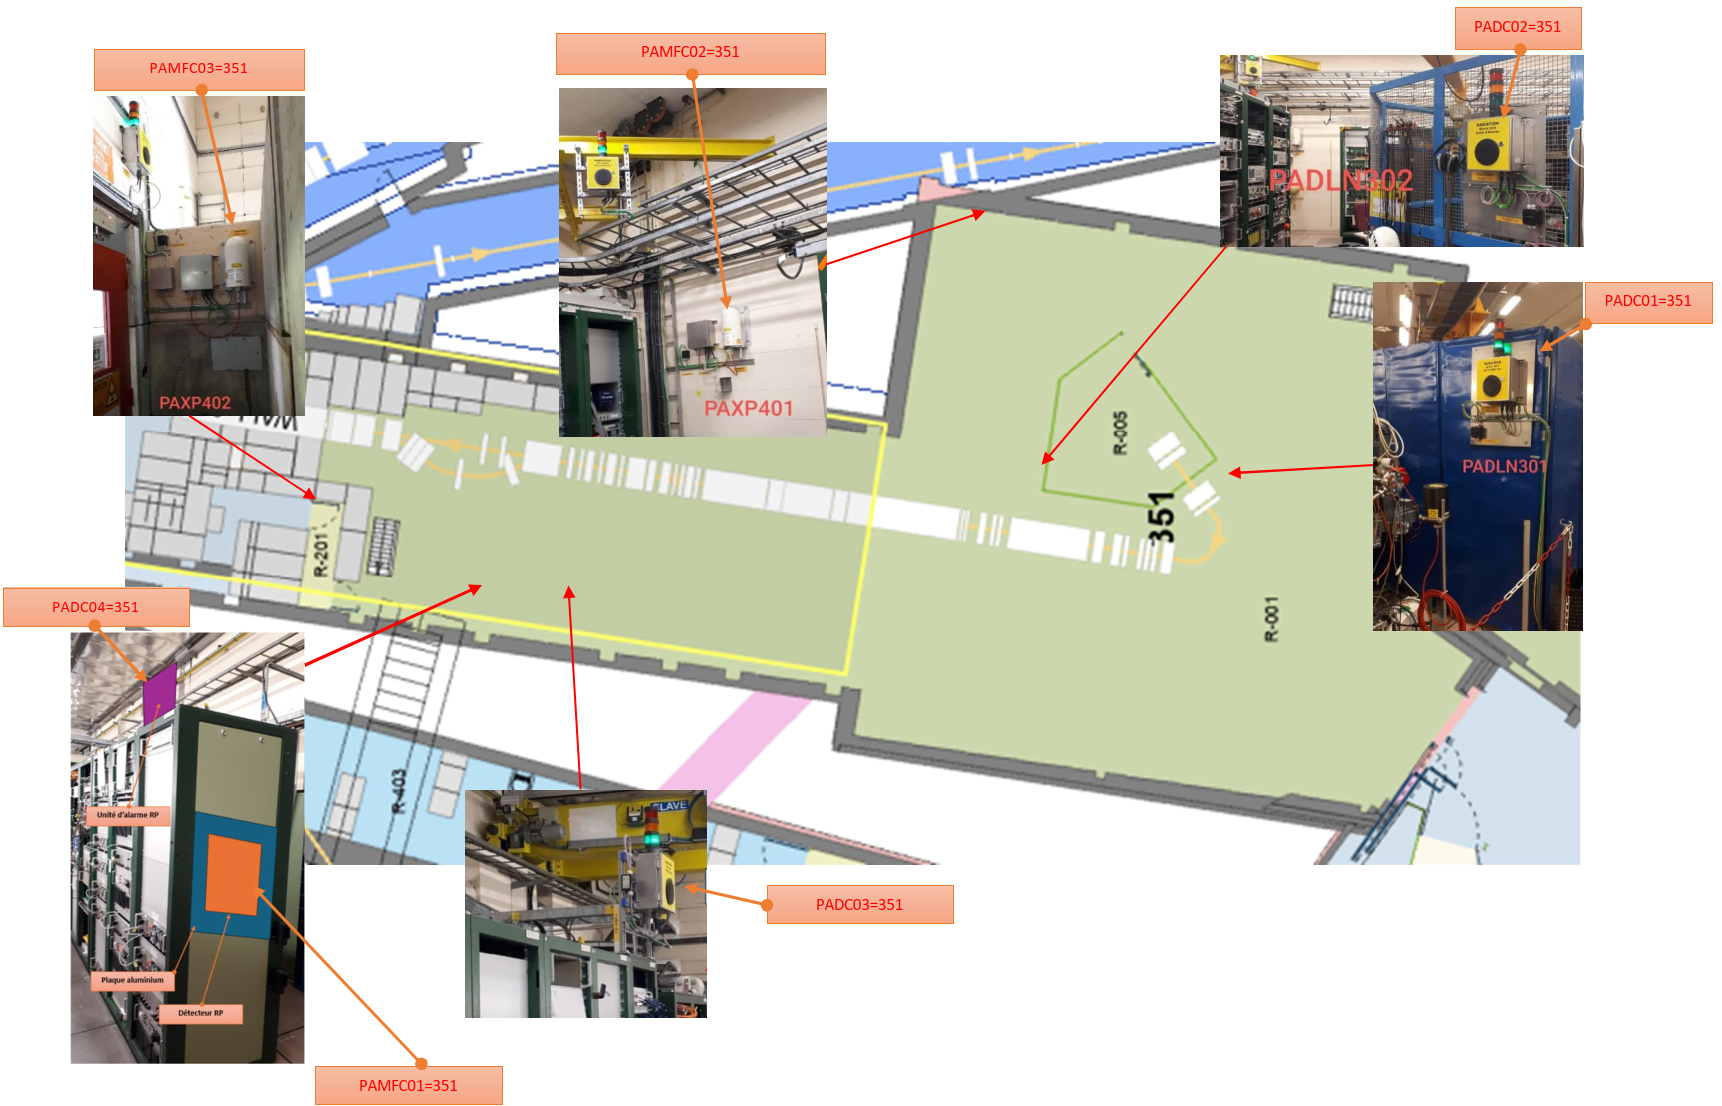 PADC02=351
PAMFC02=351
PAMFC03=351
RADIATION
PADLN302
PADC01=351
PADLN301
PAXP402
PAXP401
R-005
351
R-201
R-001
PADC04=351
R-403
Unité d'alarme RP
Plaque aluminium
Détecteur RP
PADC03=351
PAMFC01=351